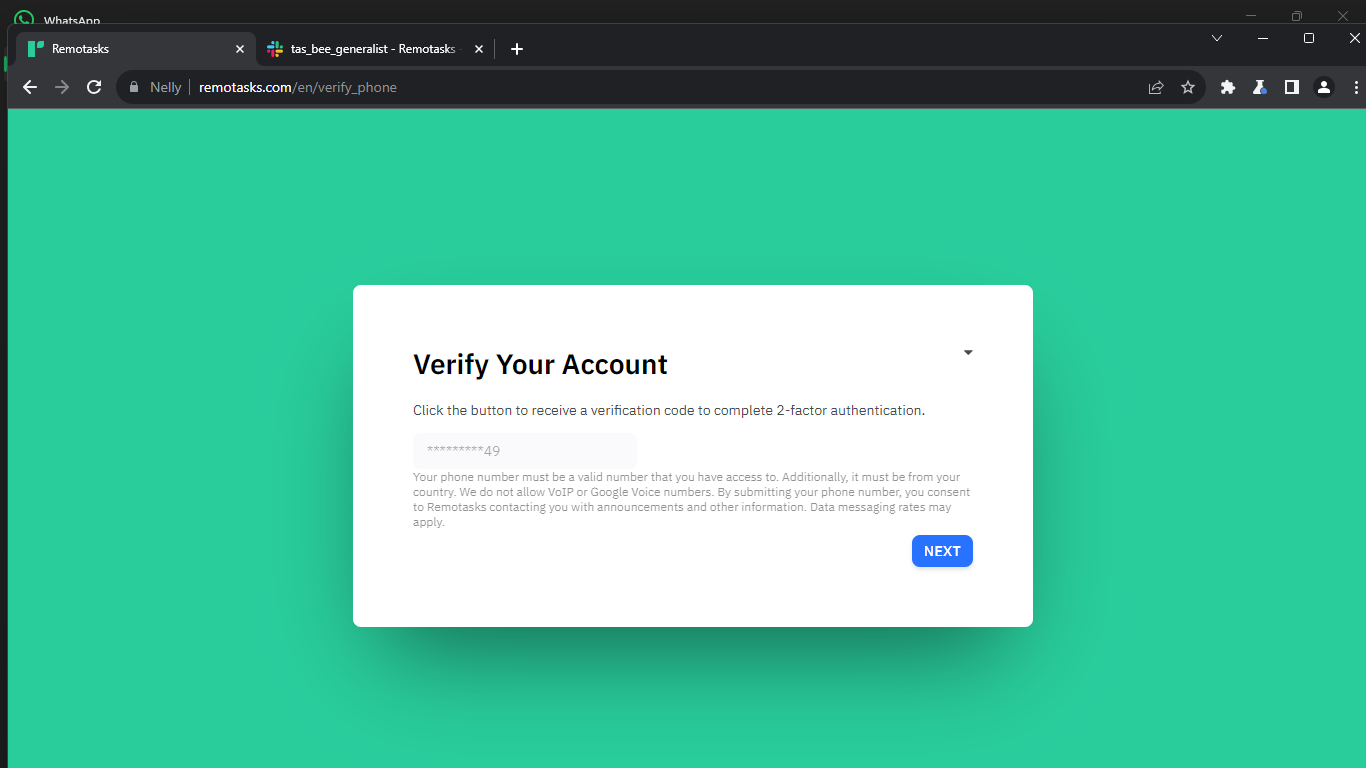 WhatsApp
Remotasks
tas_bee_generalist - Remotasks
Nelly
remotasks.com/en/verify_phone
Verify Your Account
Click the button to receive a verification code to complete 2-factor authentication.
*********49
Your phone number must be a valid number that you have access to. Additionally, it must be from your
country. We do not allow VoIP or Google Voice numbers. By submitting your phone number, you consent
to Remotasks contacting you with announcements and other information. Data messaging rates may
apply.
NEXT